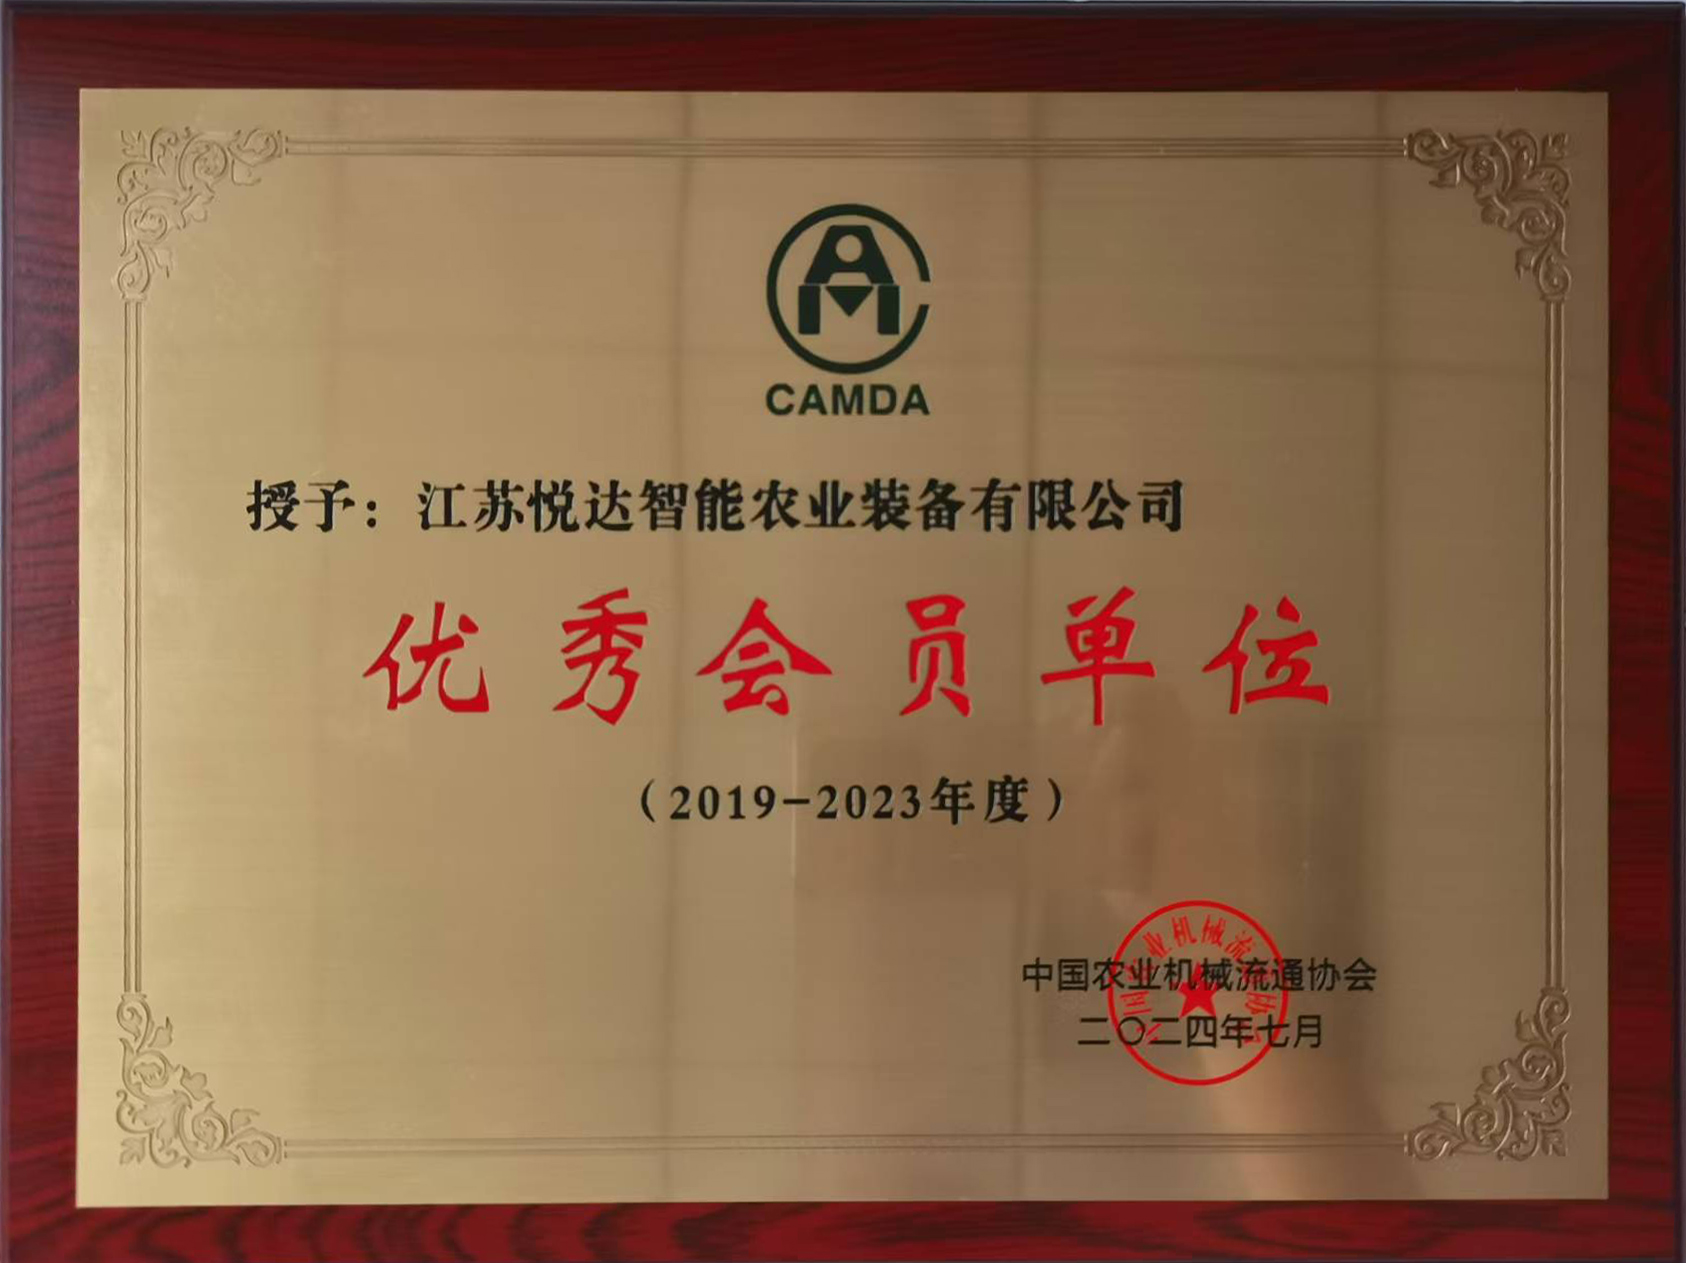 CAMDA
授予：江苏悦达智能农业装备有限公司
优秀会员单位
（2019-2023年度）
中国农业机械流通协会
二〇二四年七月